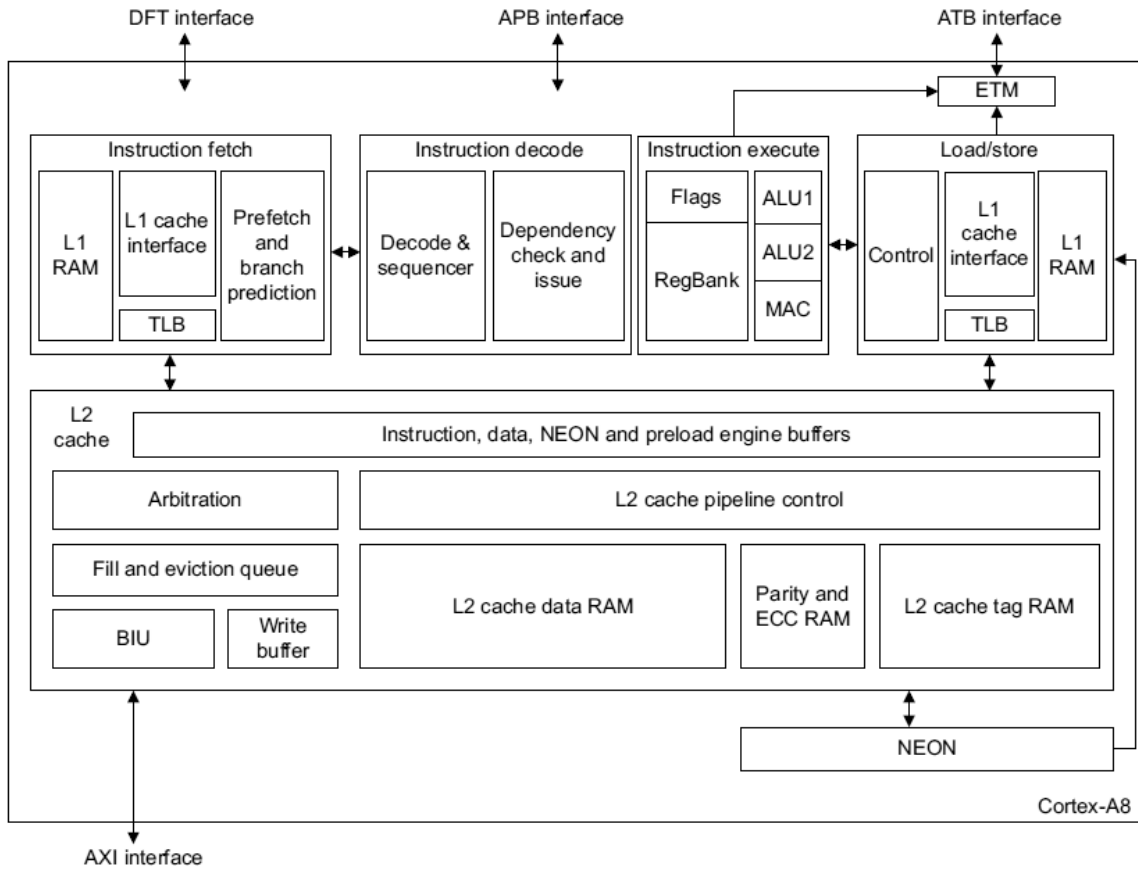 DFT interface
APB interface
ATB interface
ETM
Instruction fetch
L1
RAM
L1 cache
interface
TLB
Prefetch
and
branch
prediction
Instruction decode
Decode &
sequencer
Dependency
check and
issue
Instruction execute
Flags
RegBank
ALU1
ALU2
MAC
Load/store
Control
L1
cache
interface
TLB
L1
RAM
L2
cache
Instruction, data, NEON and preload engine buffers
Arbitration
L2 cache pipeline control
Fill and eviction queue
BIU
Write
buffer
L2 cache data RAM
Parity and
ECC RAM
L2 cache tag RAM
NEON
Cortex-A8
AXI interface